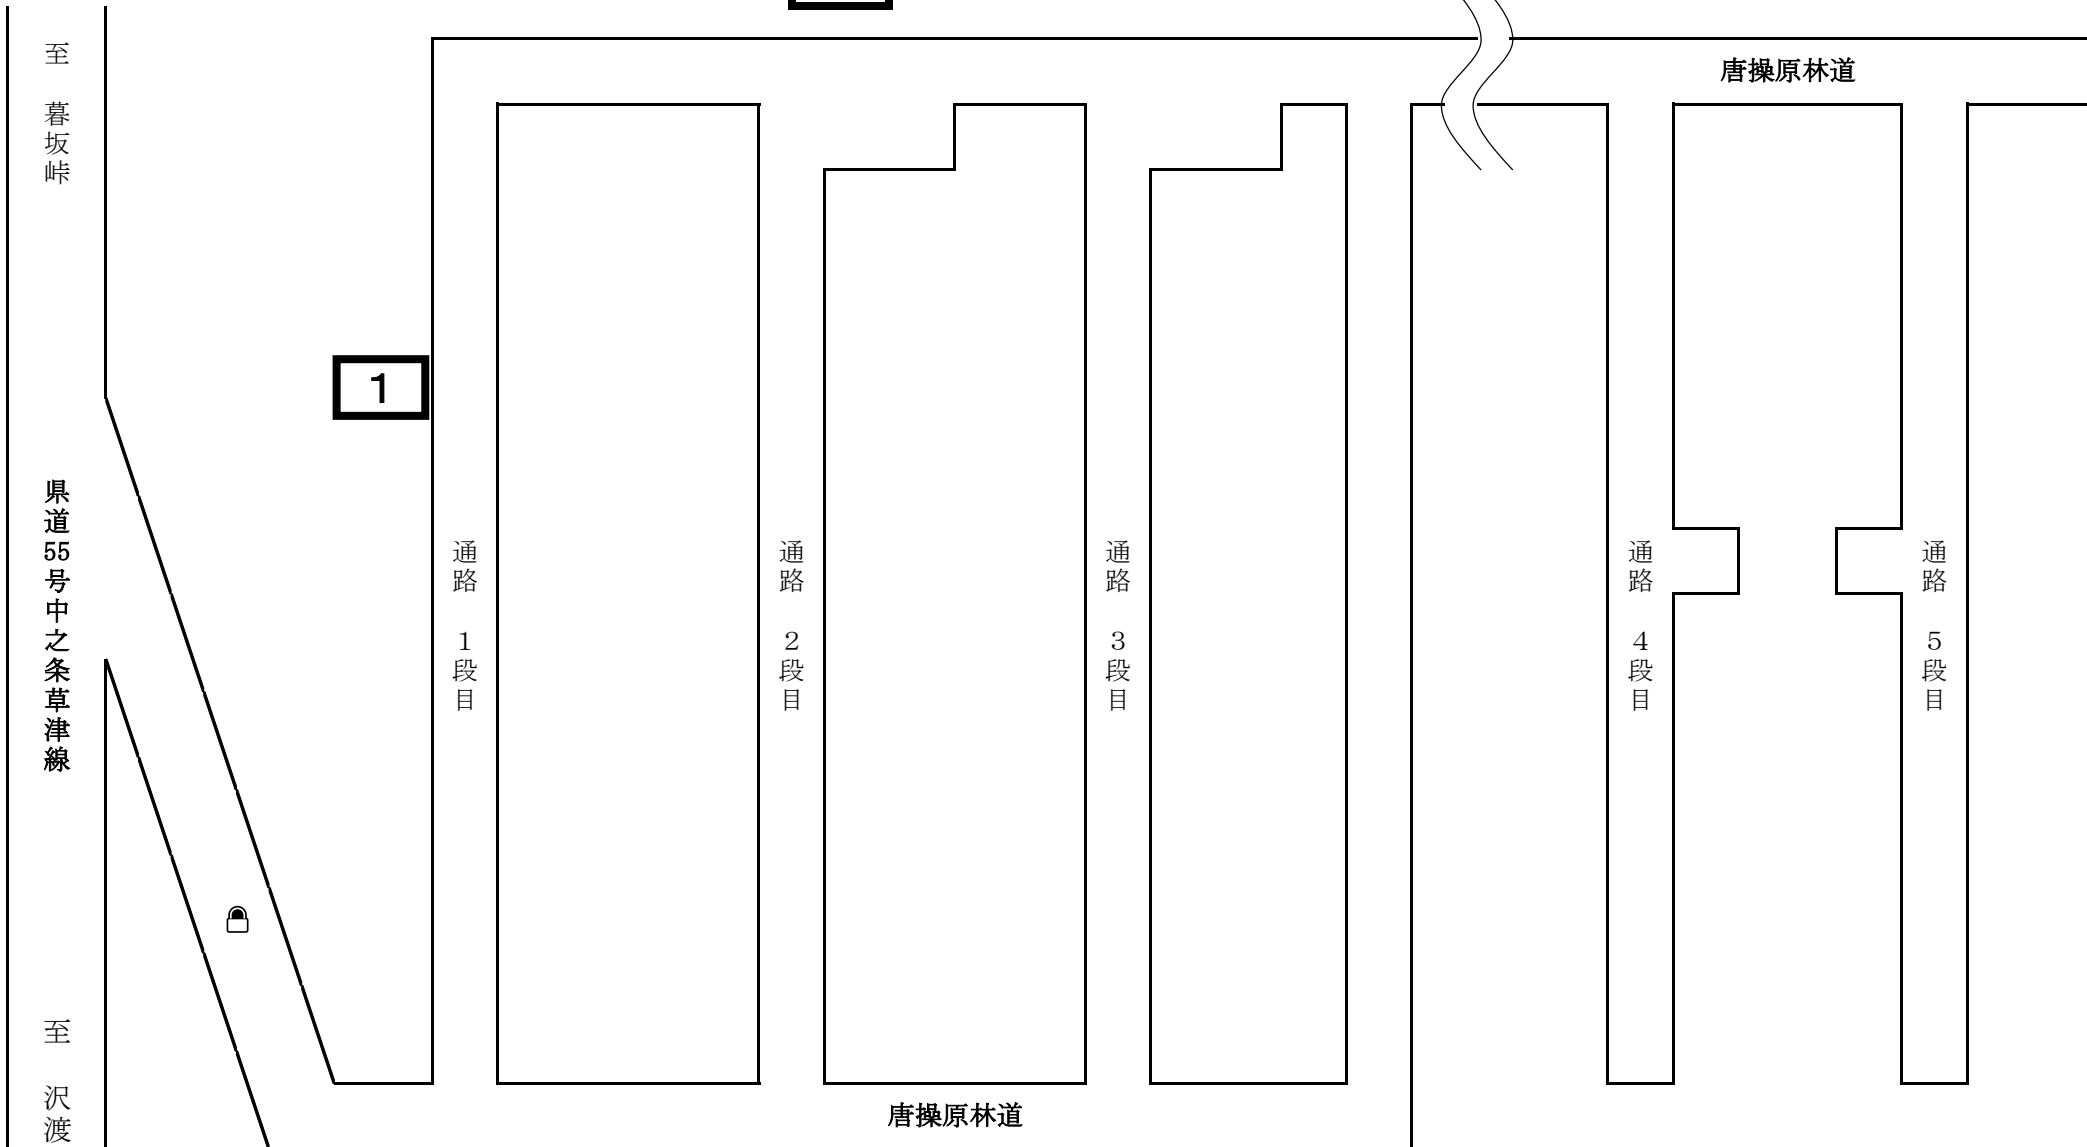 唐操原林道
至 暮坂峠
県道55号中之条草津線
至 沢渡
1
通路 1段目
通路 2段目
通路 3段目
通路 4段目
通路 5段目
唐操原林道